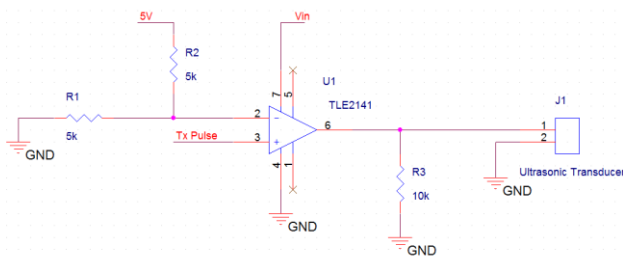 5V
Vin
R2
5k
U1
TLE2141
R1
5k
GND
7
5
2
3
6
4
1
Tx Pulse
J1
1
2
GND
Ultrasonic Transducer
R3
10k
GND
GND